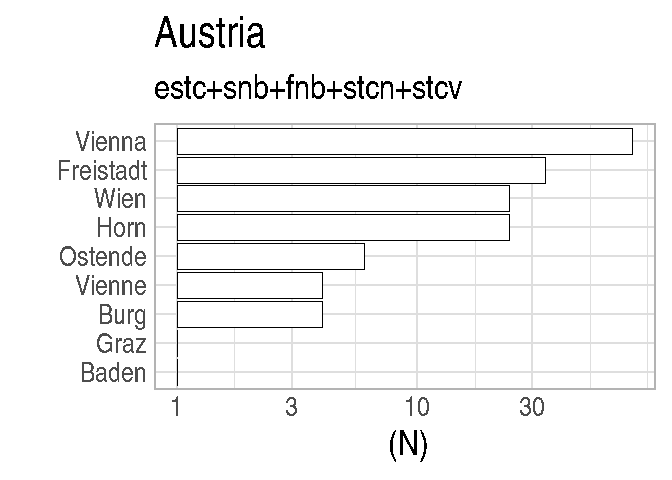 Austria
estc+snb+fnb+stcn+stcv
Vienna
Freistadt
Wien
Horn
Ostende
Vienne
Burg
Graz
Baden
1 3 10 30
(N)